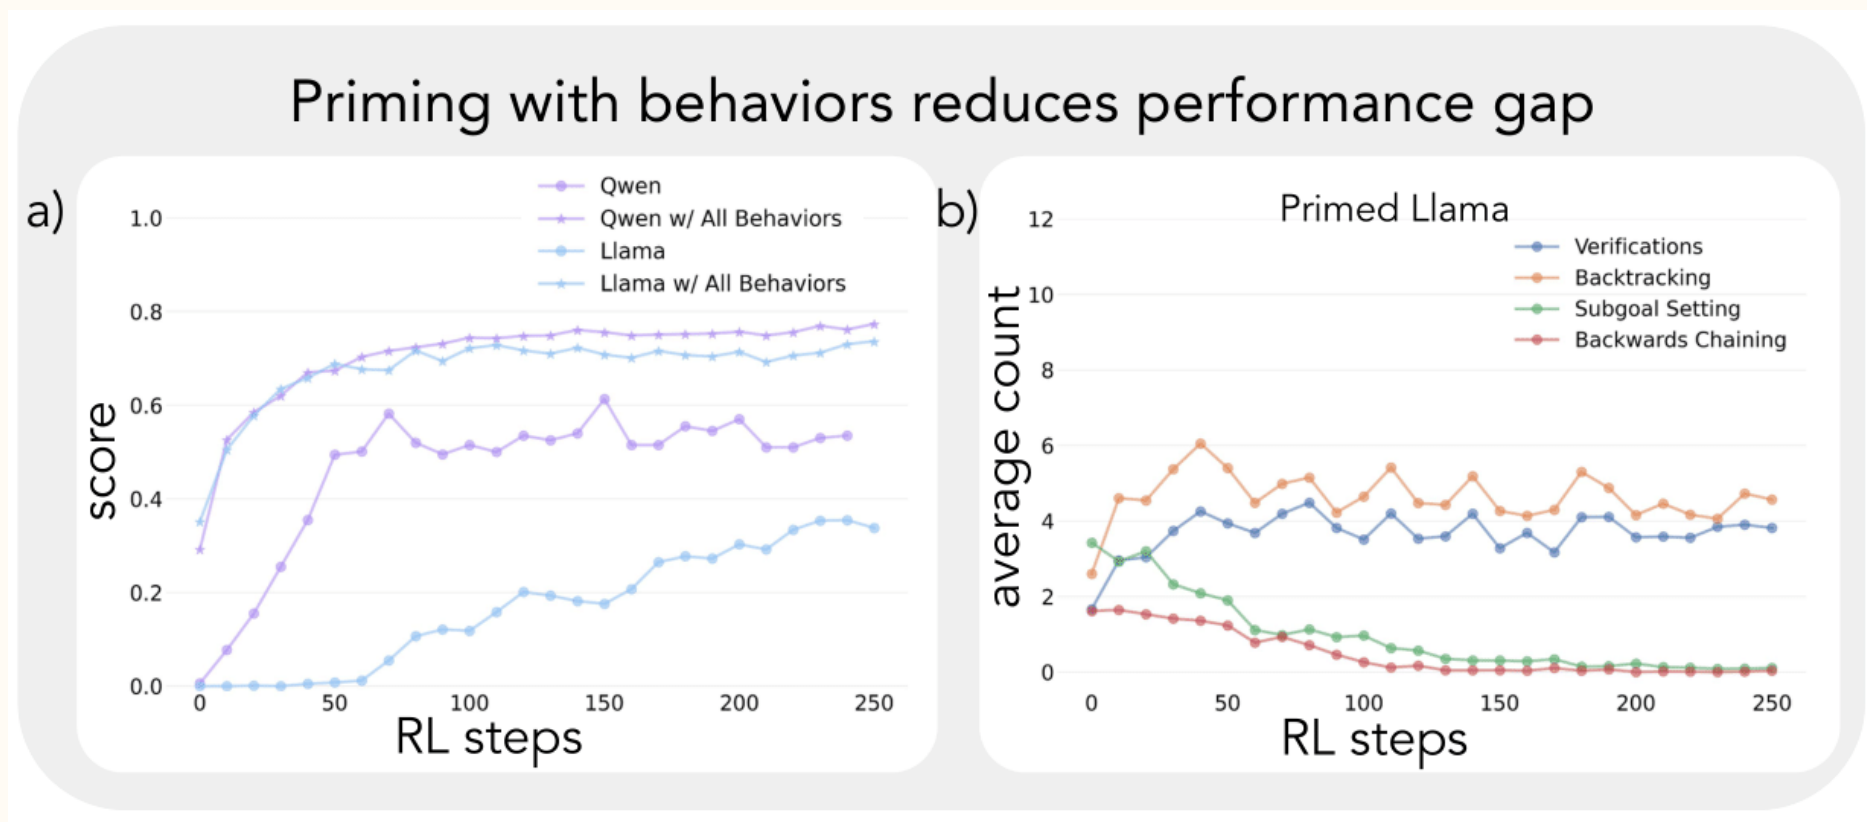 Priming with behaviors reduces performance gap
a)
Qwen
Qwen w/ All Behaviors
Llama
Llama w/ All Behaviors
1.0
0.8
0.6
0.4
0.2
0.0
score
0 50 100 150 200 250
RL steps
b)
Primed Llama
Verifications
Backtracking
Subgoal Setting
Backwards Chaining
12
10
8
6
4
2
0
average count
0 50 100 150 200 250
RL steps